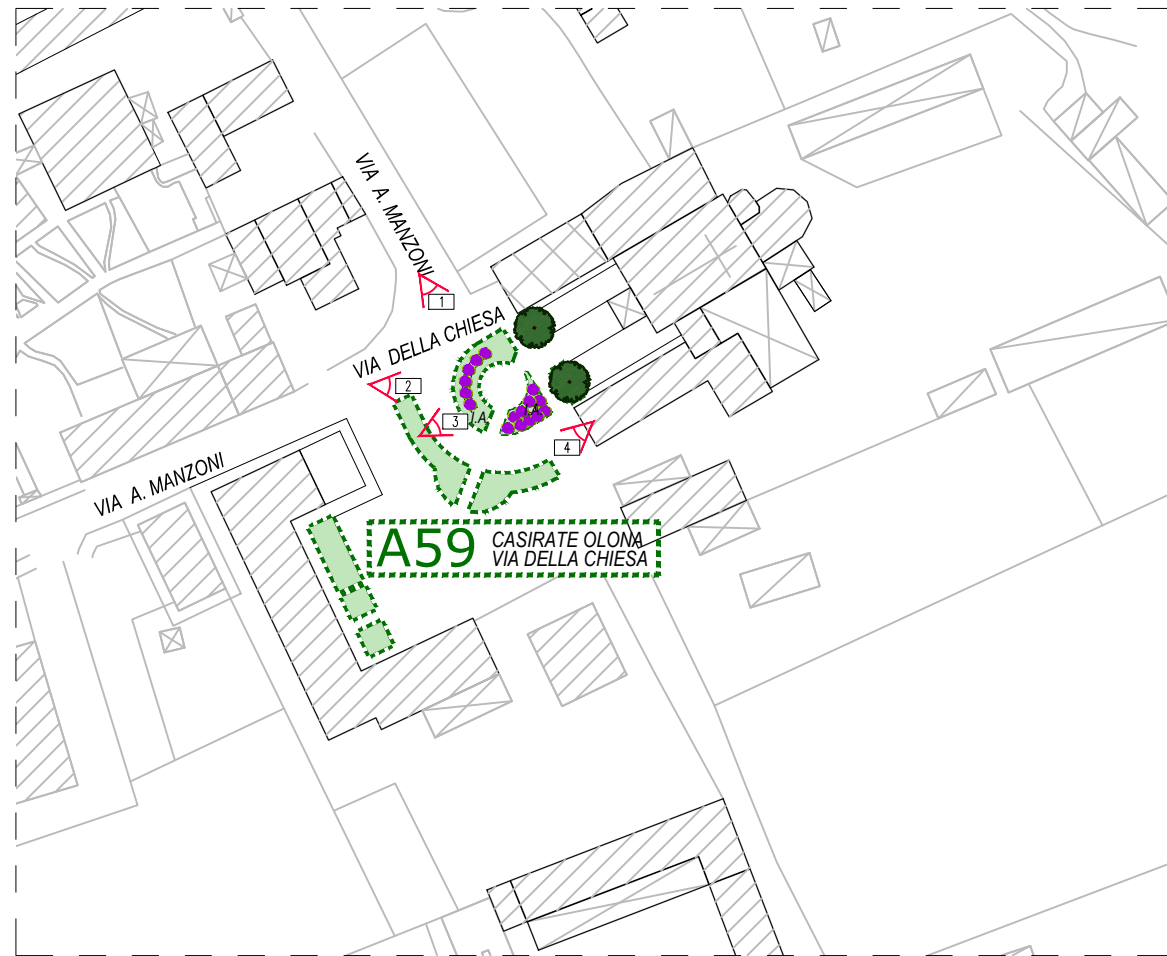 VIA A. MANZONI
1
VIA DELLA CHIESA
2
I.A.
I.A.
3
4
VIA A. MANZONI
A59
CASIRATE OLONA
VIA DELLA CHIESA